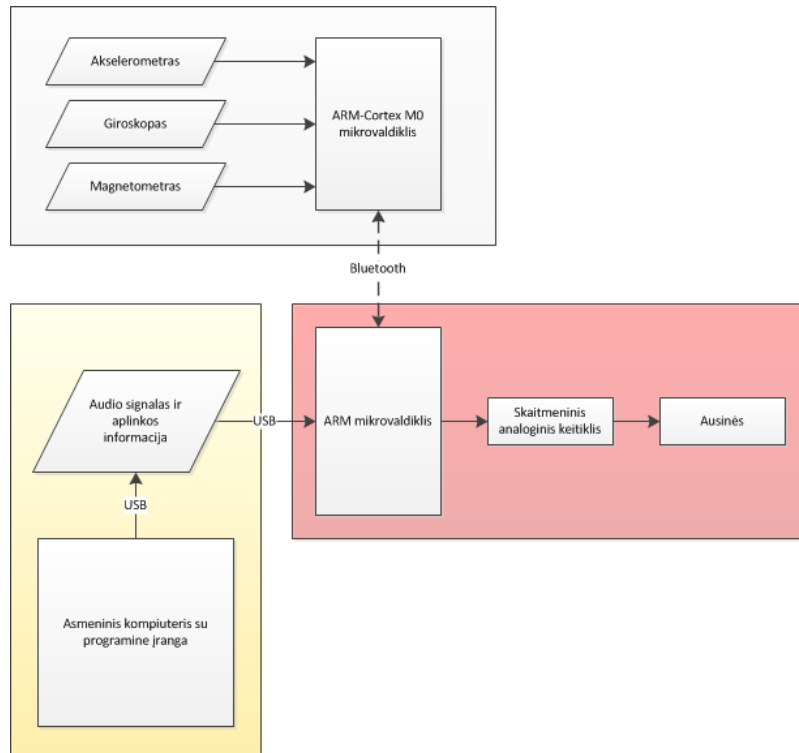 Akselerometras
Giroskopas
Magnetometras
ARM-Cortex M0
mikrovaldiklis
Bluetooth
Audio signalas ir
aplinkos
informacija
USB
ARM mikrovaldiklis
Skaitmeninis
analoginis keitiklis
Ausinės
USB
Asmeninis kompiuteris su
programine įranga